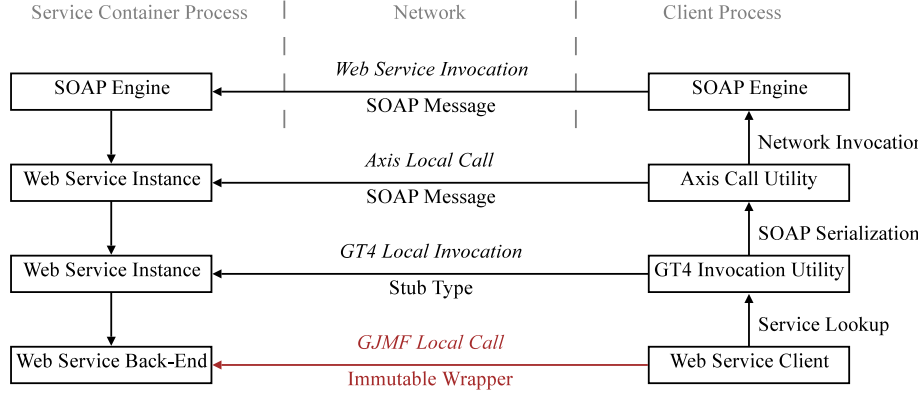 Service Container Process
Network
Client Process
Web Service Invocation
SOAP Engine
SOAP Engine
SOAP Message
Network Invocation
Axis Local Call
Web Service Instance
Axis Call Utility
SOAP Message
SOAP Serialization
GT4 Local Invocation
Web Service Instance
GT4 Invocation Utility
Stub Type
Service Lookup
GJMF Local Call
Web Service Back-End
Web Service Client
Immutable Wrapper